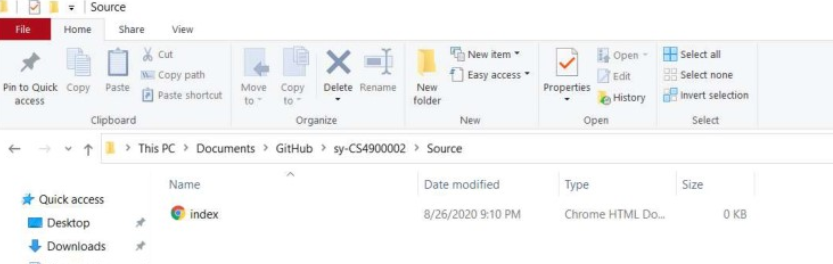 Source
File Home Share View
Pin to Quick access
Copy
Paste
Cut
Copy path
Paste shortcut
Clipboard
Move to
Copy to
Delete
Rename
Organize
New folder
New item
Easy access
New
Properties
Open
Edit
History
Open
Select all
Select none
Invert selection
Select
This PC > Documents > GitHub > sy-CS4900002 > Source
Name Date modified Type Size
Quick access
index 8/26/2020 9:10 PM Chrome HTML Do... 0 KB
Desktop
Downloads